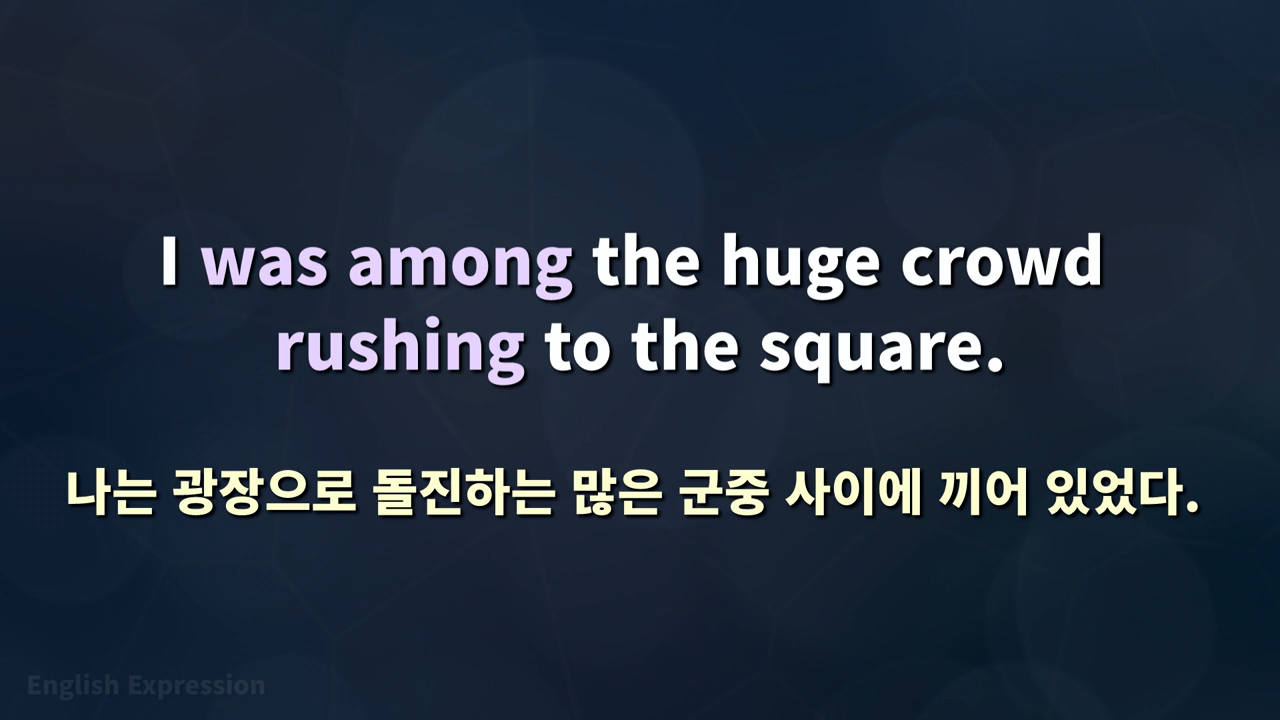 I was among the huge crowd
rushing to the square.
나는 광장으로 돌진하는 많은 군중 사이에 끼어 있었다.
English Expression